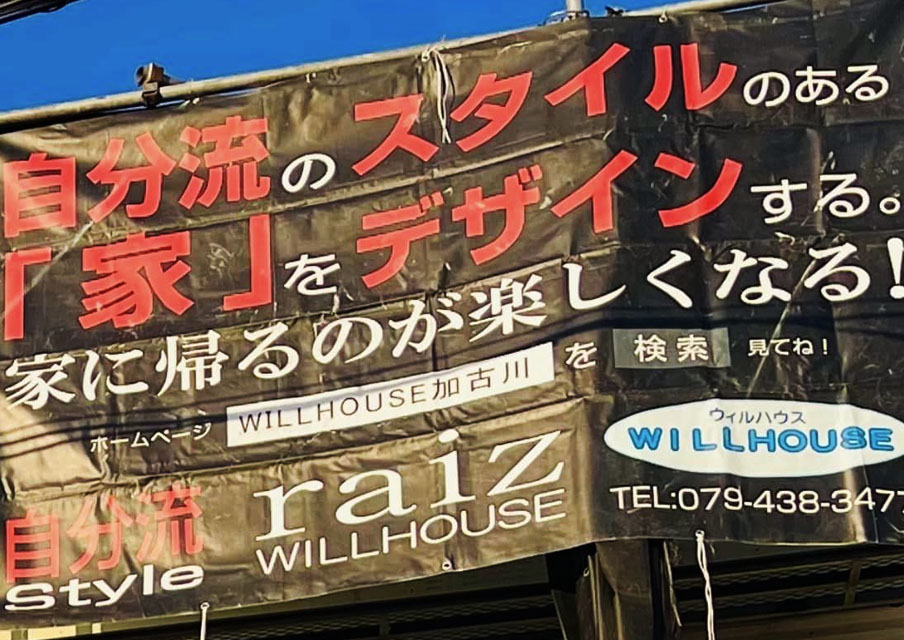 自分流のスタイルのある
「家」をデザインする。
家に帰るのが楽しくなる!
ホームページ WILLHOUSE加古川 を 検索 見てね!
自分流
Style
raiz
WILLHOUSE
ウィルハウス
WILLHOUSE
TEL:079-438-3477